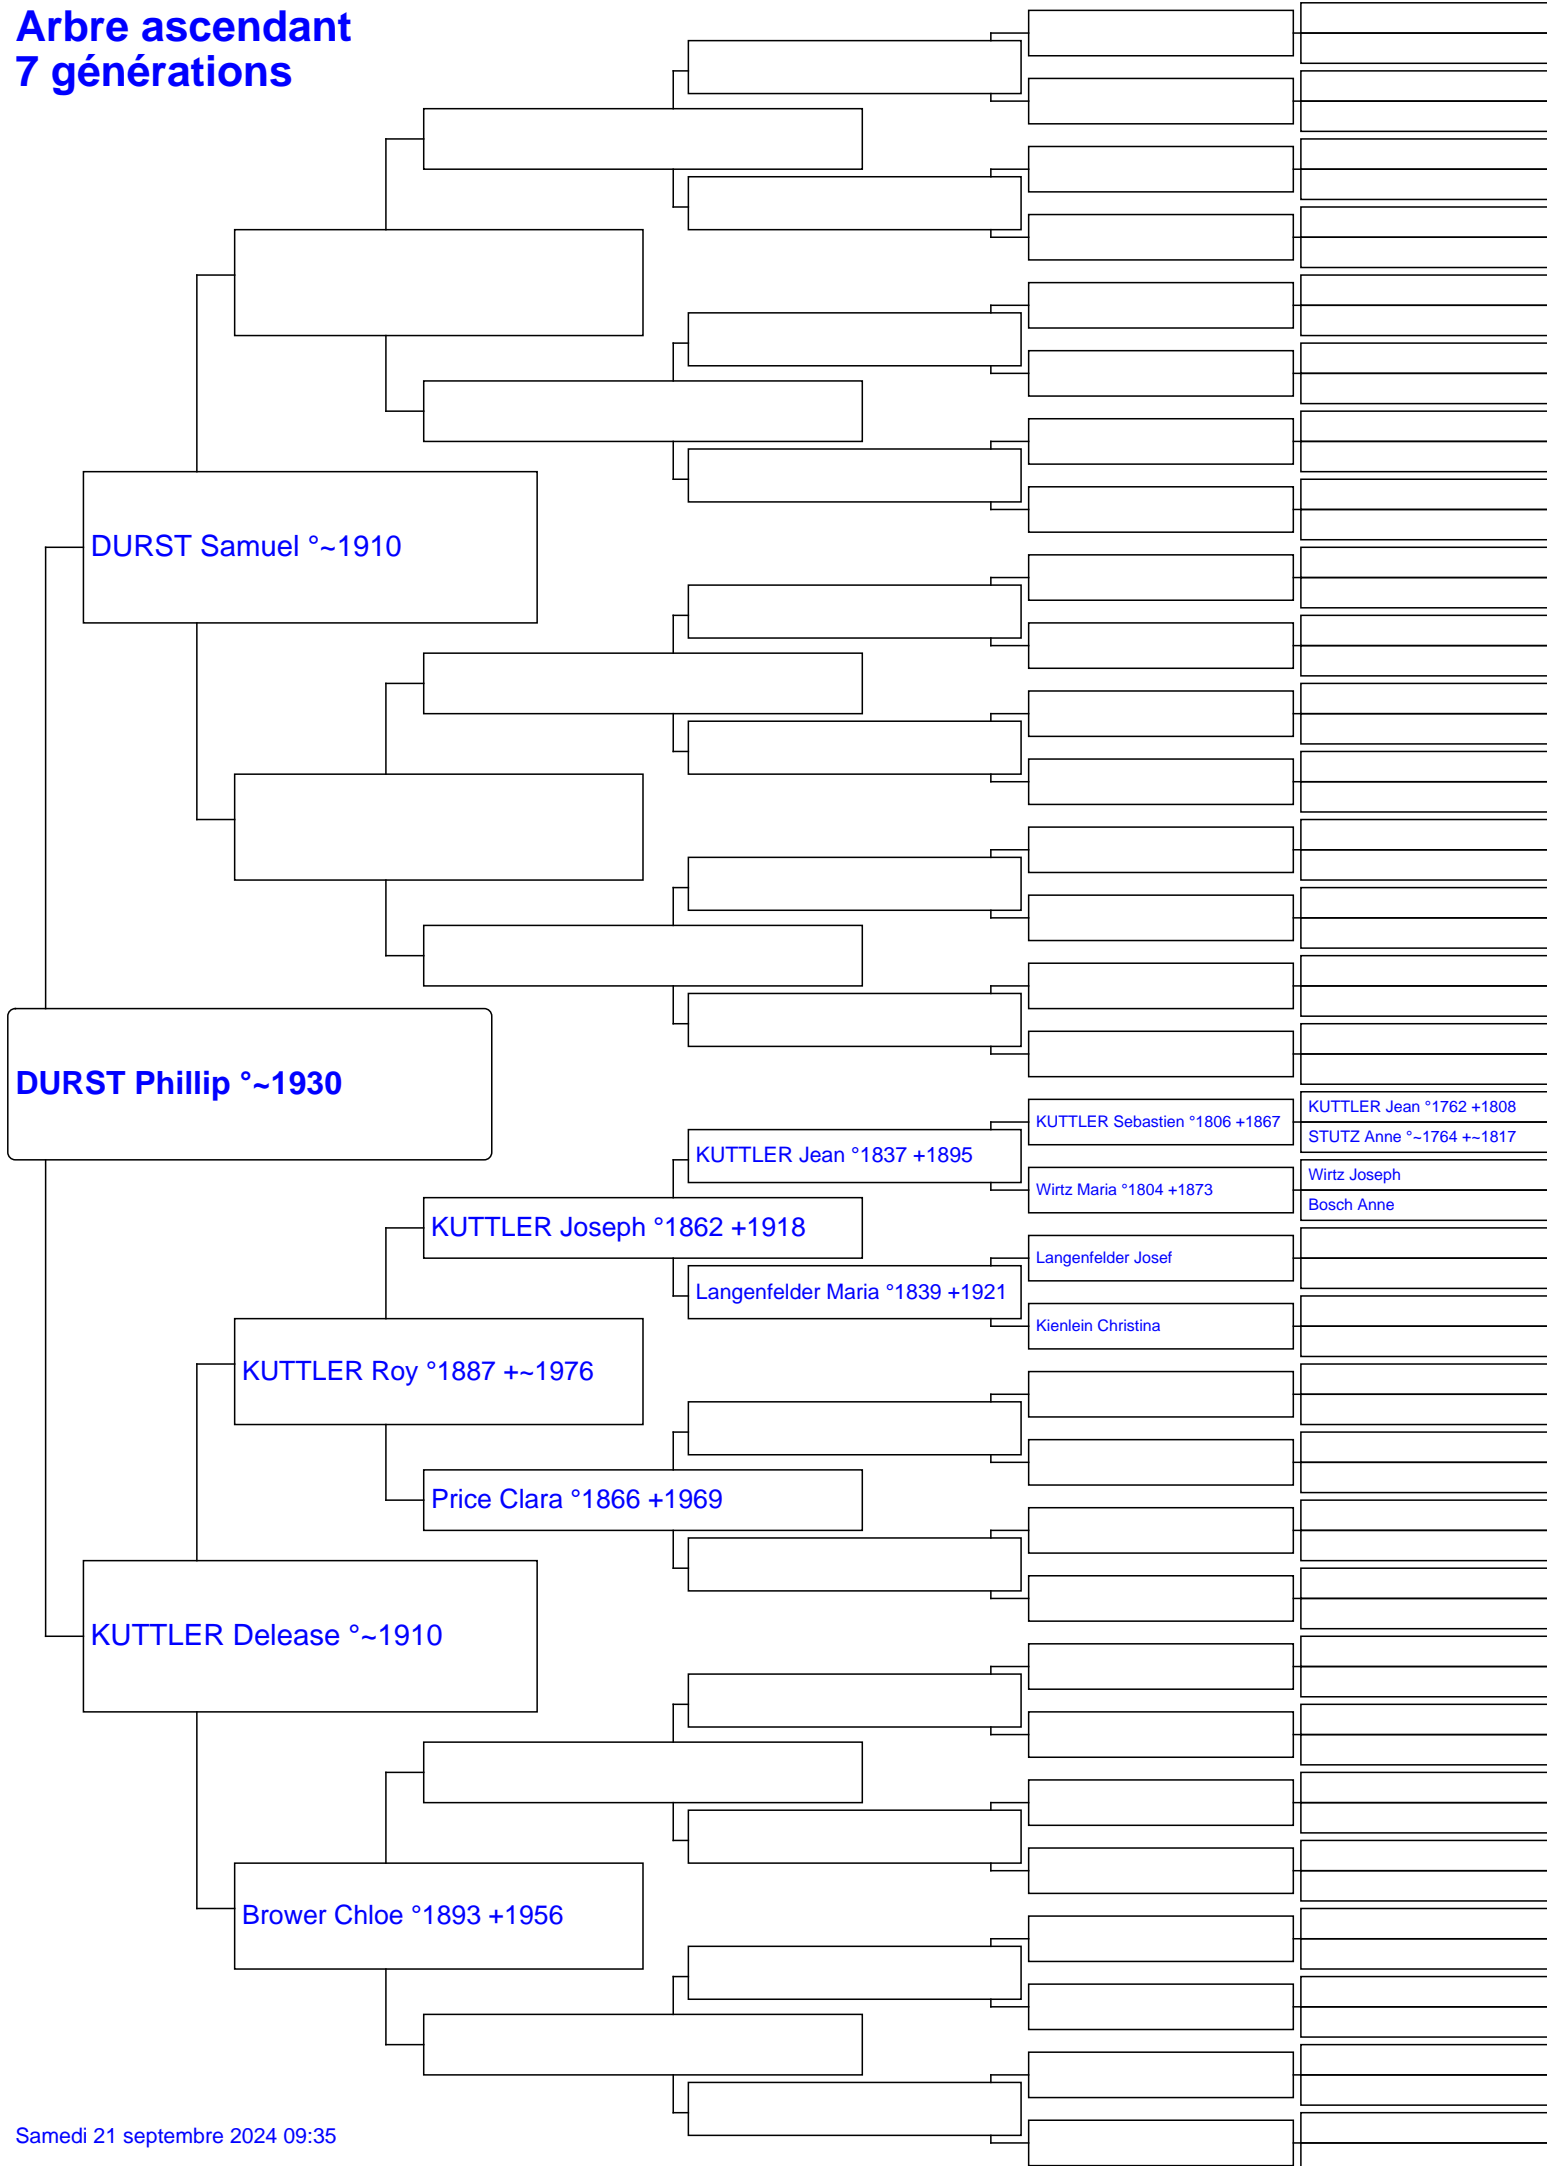 Arbre ascendant
7 générations
DURST Samuel °~1910
DURST Phillip °~1930
KUTTLER Sebastien °1806 +1867
KUTTLER Jean °1762 +1808
STUTZ Anne °~1764 +~1817
KUTTLER Jean °1837 +1895
Wirtz Maria °1804 +1873
Wirtz Joseph
Bosch Anne
KUTTLER Joseph °1862 +1918
Langenfelder Josef
Langenfelder Maria °1839 +1921
Kienlein Christina
KUTTLER Roy °1887 +~1976
Price Clara °1866 +1969
KUTTLER Delease °~1910
Brower Chloe °1893 +1956
Samedi 21 septembre 2024 09:35